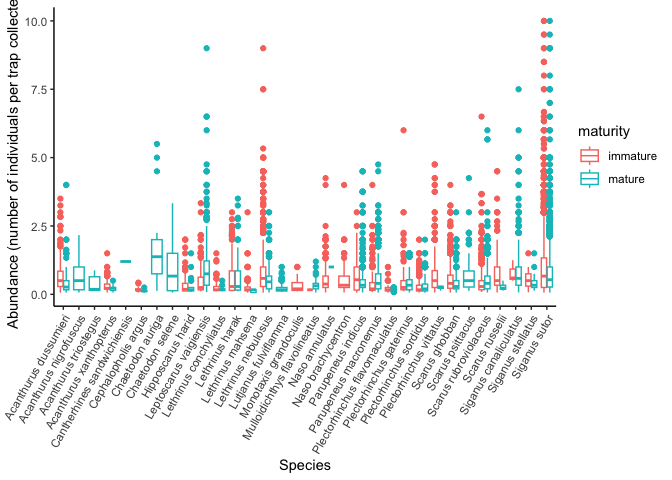 Abundance (number of individuals per trap collecte
10.0
7.5
5.0
2.5
0.0
Acanthurus dussumieri
Acanthurus nigrofuscus
Acanthurus triostegus
Acanthurus xanthopterus
Cantherhines sandwichiensis
Cephalopholis argus
Chaetodon auriga
Chaetodon selene
Hipposcarus harid
Leptoscarus vaigiensis
Lethrinus conchyliatus
Lethrinus harak
Lethrinus mahsena
Lethrinus nebulosus
Lutjanus fulviflamma
Monotaxis grandoculis
Mulloidichthys flavolineatus
Naso annulatus
Naso brachycentron
Parupeneus indicus
Parupeneus macronemus
Plectorhinchus flavomaculatus
Plectorhinchus gaterinus
Plectorhinchus sordidus
Plectorhinchus vittatus
Scarus ghobban
Scarus psittacus
Scarus rubroviolaceus
Scarus russelii
Siganus canaliculatus
Siganus stellatus
Siganus sutor
Species
maturity
immature
mature